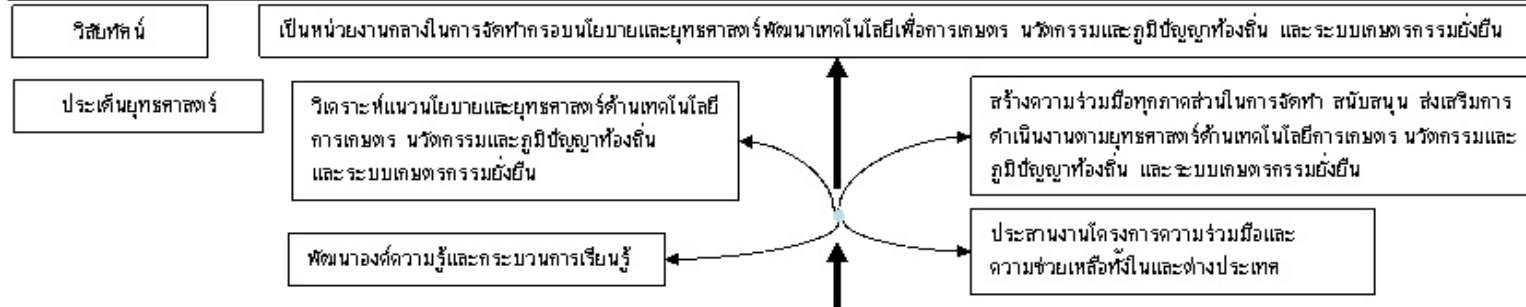 วิสัยทัศน์
เป็นหน่วยงานกลางในการจัดทำกรอบนโยบายและยุทธศาสตร์พัฒนาเทคโนโลยีเพื่อการเกษตร นวัตกรรมและภูมิปัญญาท้องถิ่น และระบบเกษตรกรรมยั่งยืน
ประเด็นยุทธศาสตร์
วิเคราะห์แนวนโยบายและยุทธศาสตร์ด้านเทคโนโลยี
การเกษตร นวัตกรรมและภูมิปัญญาท้องถิ่น
และระบบเกษตรกรรมยั่งยืน
สร้างความร่วมมือทุกภาคส่วนในการจัดทำ สนับสนุน ส่งเสริมการ
ดำเนินงานตามยุทธศาสตร์ด้านเทคโนโลยีการเกษตร นวัตกรรมและ
ภูมิปัญญาท้องถิ่น และระบบเกษตรกรรมยั่งยืน
พัฒนาองค์ความรู้และกระบวนการเรียนรู้
ประสานงานโครงการความร่วมมือและ
ความช่วยเหลือทั้งในและต่างประเทศ